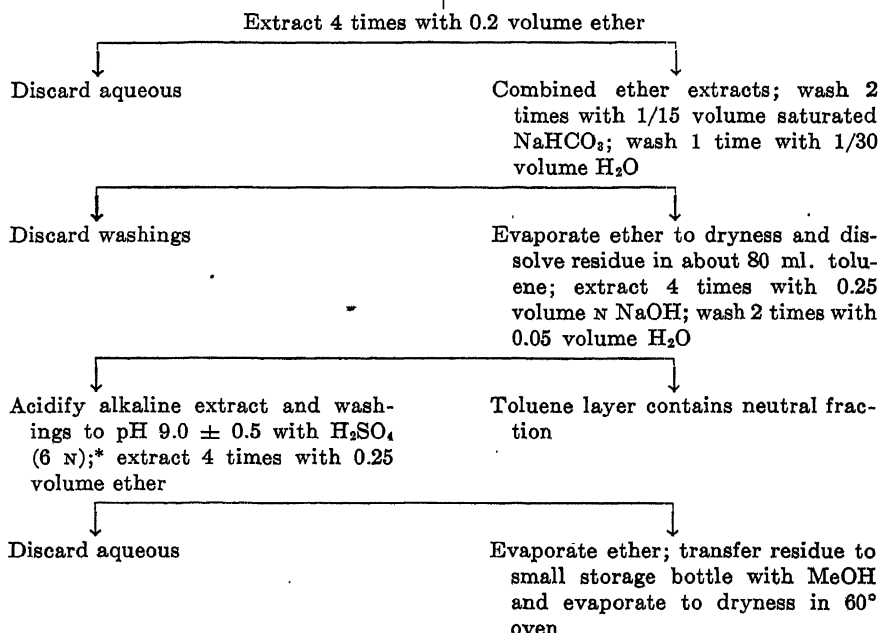 Extract 4 times with 0.2 volume ether
Discard aqueous
Combined ether extracts; wash 2
times with 1/15 volume saturated
NaHCO₃; wash 1 time with 1/30
volume H₂O
Discard washings
Evaporate ether to dryness and dis-
solve residue in about 80 ml. tolu-
ene; extract 4 times with 0.25
volume N NaOH; wash 2 times with
0.05 volume H₂O
Acidify alkaline extract and wash-
ings to pH 9.0 ± 0.5 with H₂SO₄
(6 N);* extract 4 times with 0.25
volume ether
Toluene layer contains neutral frac-
tion
Discard aqueous
Evaporate ether; transfer residue to
small storage bottle with MeOH
and evaporate to dryness in 60°
oven